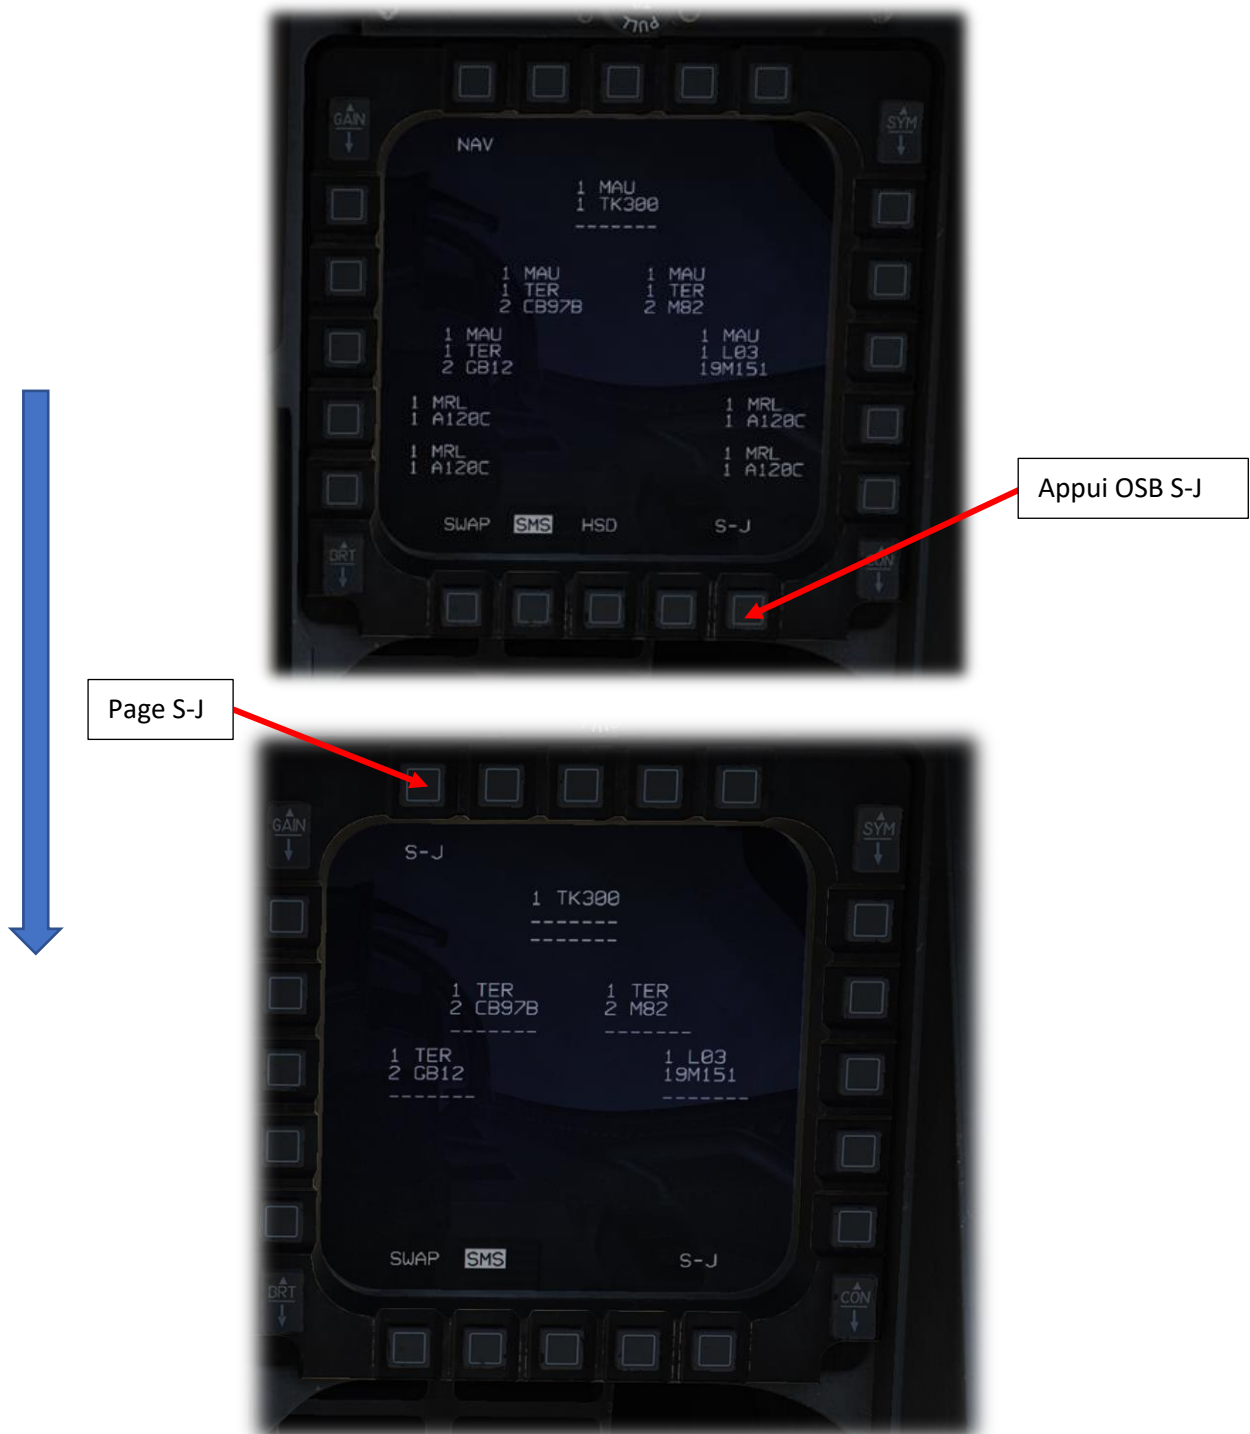 PULL
GAIN
SYM
NAV
1 MAU
1 TK300
-------
1 MAU 1 MAU
1 TER 1 TER
2 CB97B 2 M82
1 MAU 1 MAU
1 TER 1 L03
2 GB12 19M151
1 MRL 1 MRL
1 A120C 1 A120C
1 MRL 1 MRL
1 A120C 1 A120C
SWAP SMS HSD S-J
BRT
CON
Appui OSB S-J
Page S-J
GAIN
SYM
S-J
1 TK300
-------
-------
1 TER 1 TER
2 CB97B 2 M82
------- -------
1 TER 1 L03
2 GB12 19M151
------- -------
SWAP SMS S-J
BRT
CON